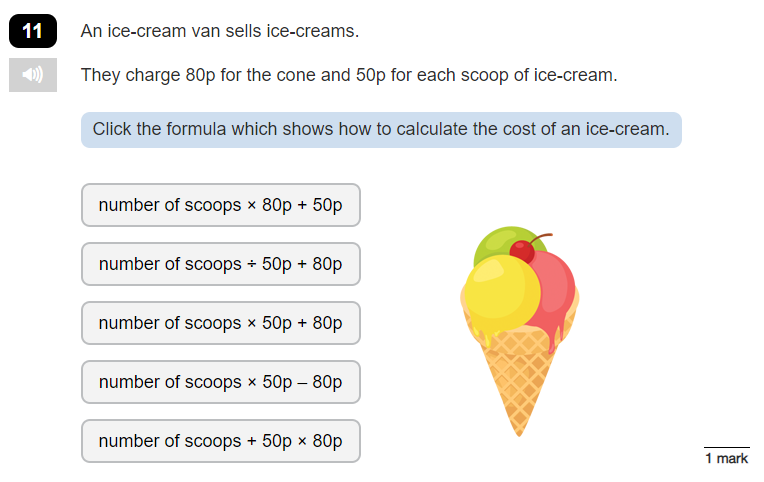 11 An ice-cream van sells ice-creams.
They charge 80p for the cone and 50p for each scoop of ice-cream.
Click the formula which shows how to calculate the cost of an ice-cream.
number of scoops × 80p + 50p
number of scoops ÷ 50p + 80p
number of scoops × 50p + 80p
number of scoops × 50p – 80p
number of scoops + 50p × 80p
1 mark